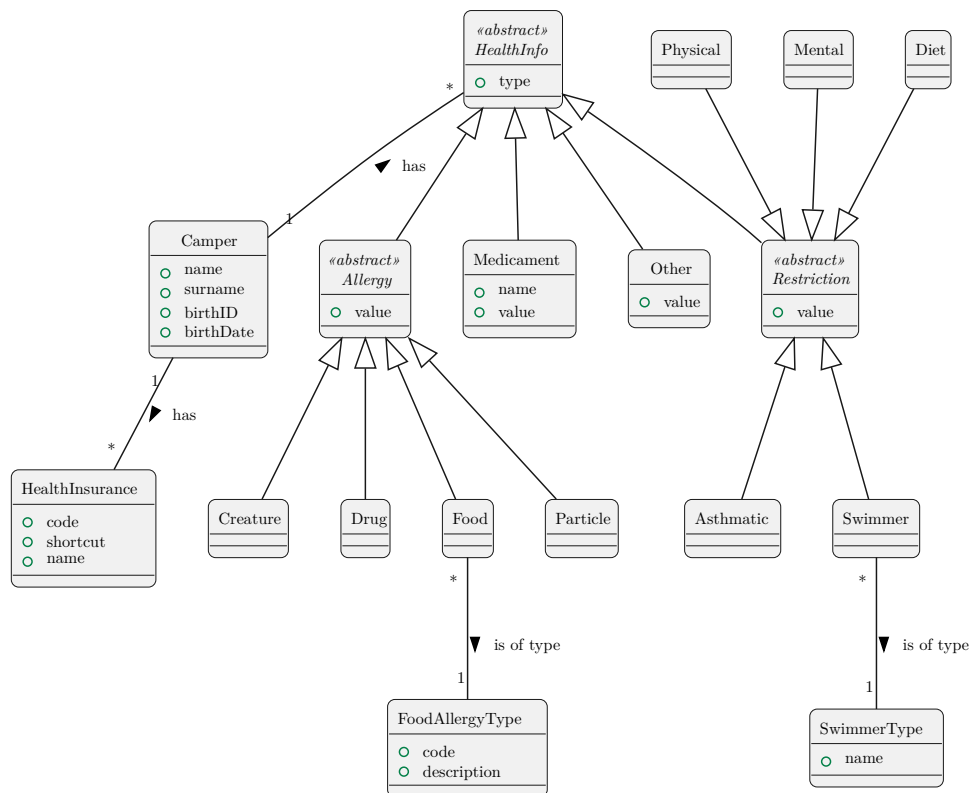 «abstract»
HealthInfo
type
Physical
Mental
Diet
*
has
1
Camper
name
surname
birthID
birthDate
«abstract»
Allergy
value
Medicament
name
value
Other
value
«abstract»
Restriction
value
1
has
*
HealthInsurance
code
shortcut
name
Creature
Drug
Food
Particle
Asthmatic
Swimmer
*
is of type
1
*
is of type
1
FoodAllergyType
code
description
SwimmerType
name